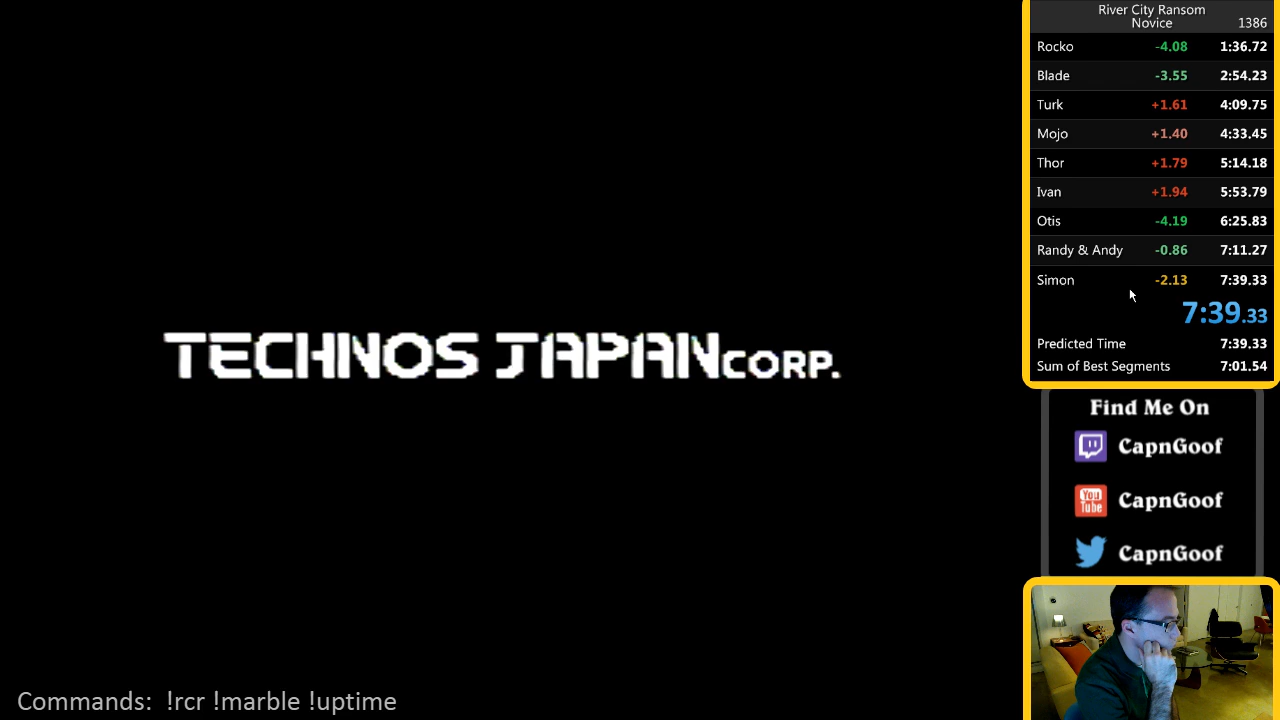 TECHNOS JAPAN CORP.
River City Ransom
Novice 1386
Rocko -4.08 1:36.72
Blade -3.55 2:54.23
Turk +1.61 4:09.75
Mojo +1.40 4:33.45
Thor +1.79 5:14.18
Ivan +1.94 5:53.79
Otis -4.19 6:25.83
Randy & Andy -0.86 7:11.27
Simon -2.13 7:39.33
7:39.33
Predicted Time 7:39.33
Sum of Best Segments 7:01.54
Find Me On
CapnGoof
You Tube CapnGoof
CapnGoof
Commands: !rcr !marble !uptime